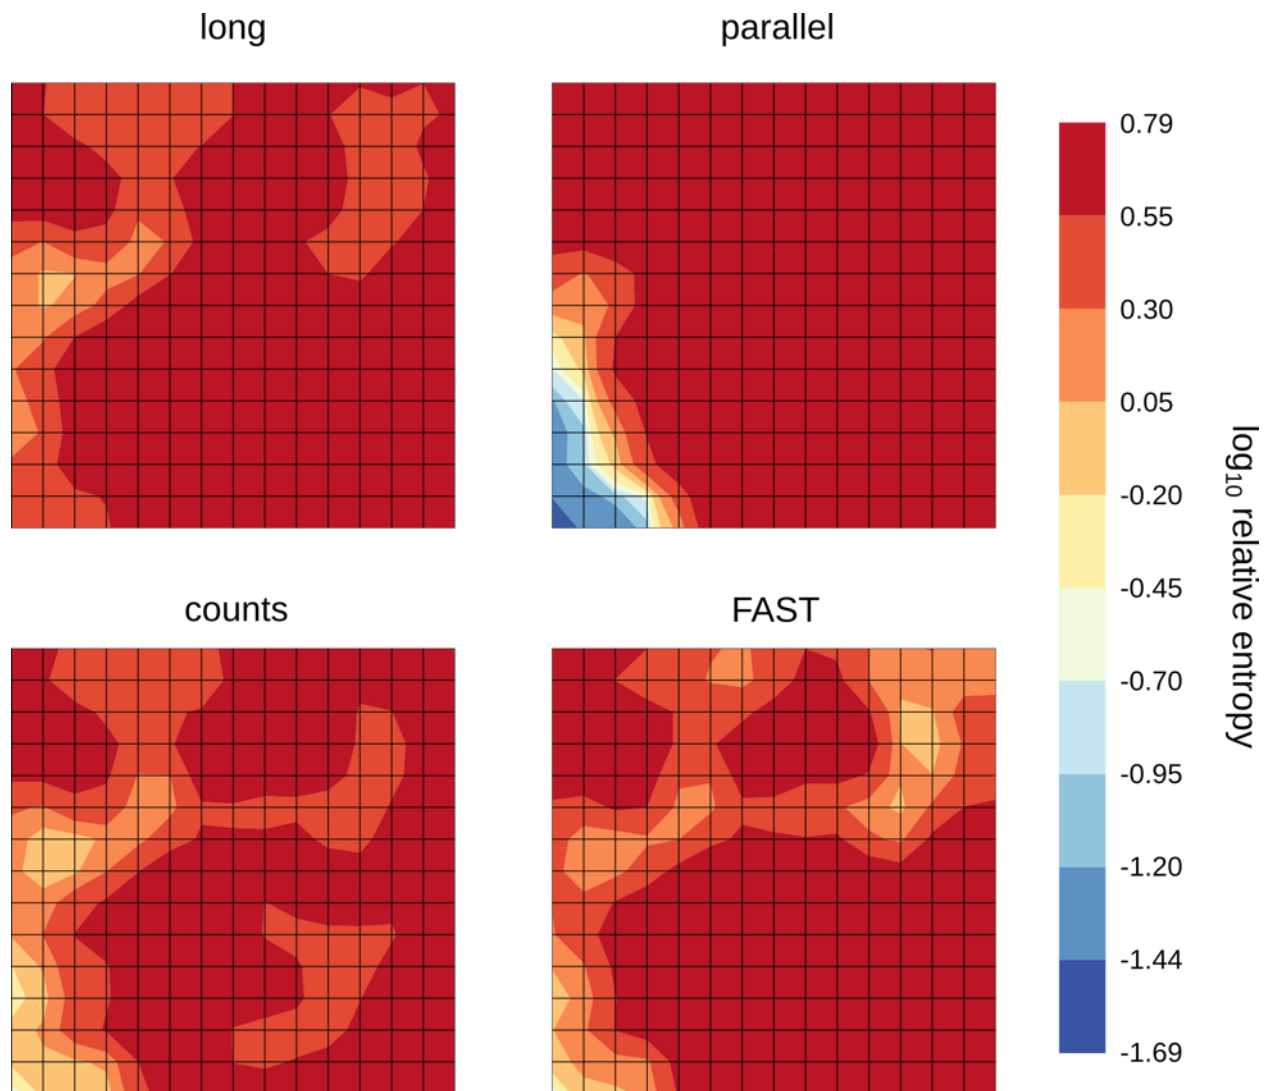 long
parallel
counts
FAST
0.79
0.55
0.30
0.05
-0.20
-0.45
-0.70
-0.95
-1.20
-1.44
-1.69
log₁₀ relative entropy